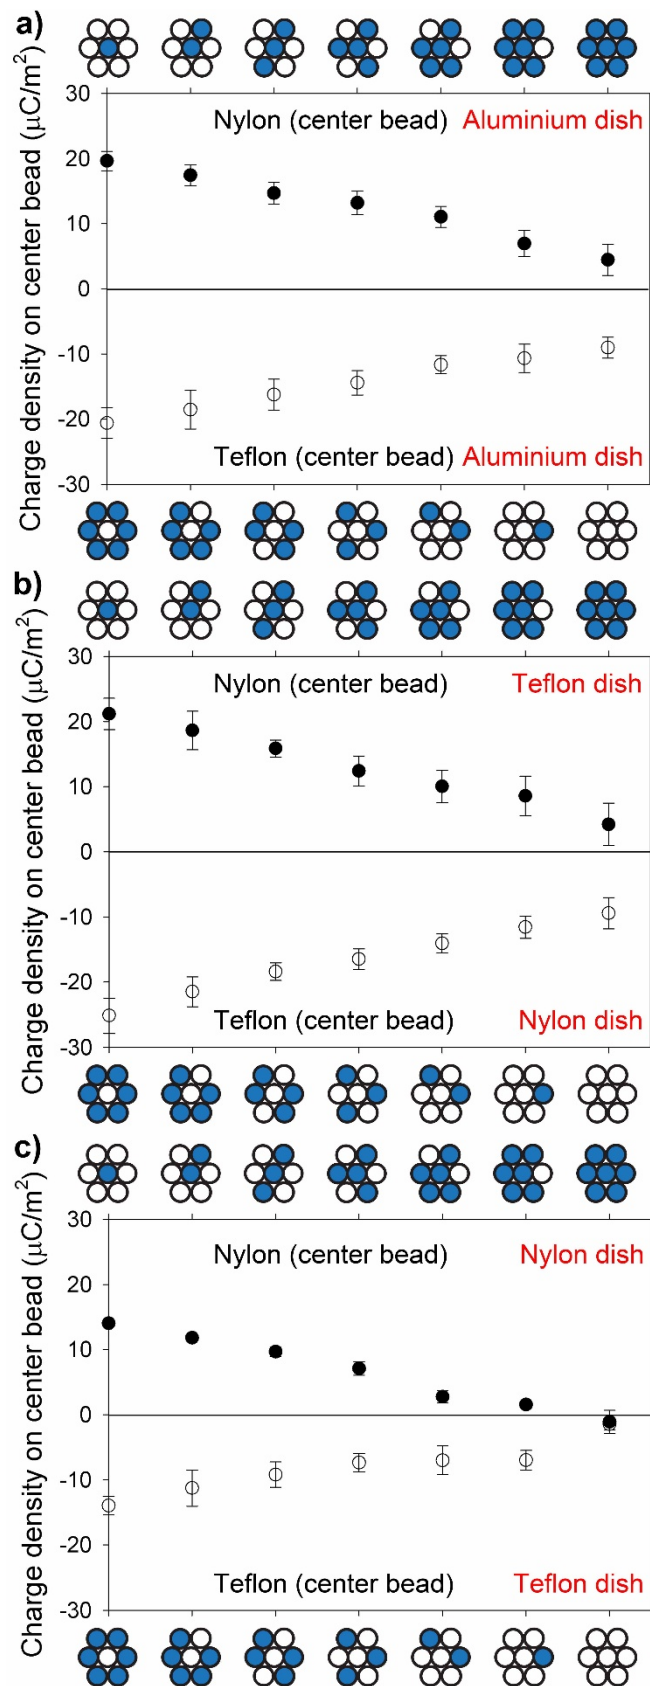 a)
Charge density on center bead (μC/m²)
30
20
10
0
-10
-20
-30
Nylon (center bead) Aluminium dish
Teflon (center bead) Aluminium dish
b)
Charge density on center bead (μC/m²)
30
20
10
0
-10
-20
-30
Nylon (center bead) Teflon dish
Teflon (center bead) Nylon dish
c)
Charge density on center bead (μC/m²)
30
20
10
0
-10
-20
-30
Nylon (center bead) Nylon dish
Teflon (center bead) Teflon dish